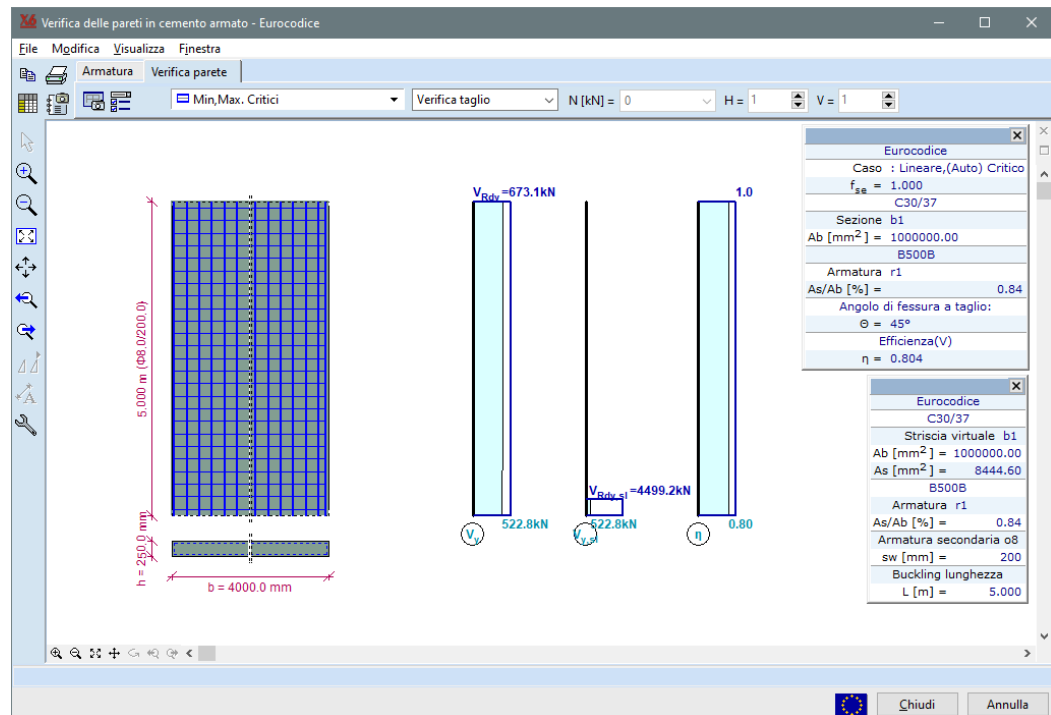 Verifica delle pareti in cemento armato - Eurocodice
File Modifica Visualizza Finestra
Armatura Verifica parete
Min,Max. Critici Verifica taglio N [kN] = 0 H = 1 V = 1
Eurocodice
Caso : Lineare,(Auto) Critico
fse = 1.000
C30/37
Sezione b1
Ab [mm²] = 1000000.00
B500B
Armatura r1
As/Ab [%] = 0.84
Angolo di fessura a taglio:
Θ = 45°
Efficienza(V)
η = 0.804
Eurocodice
C30/37
Striscia virtuale b1
Ab [mm²] = 1000000.00
As [mm²] = 8444.60
B500B
Armatura r1
As/Ab [%] = 0.84
Armatura secondaria o8
sw [mm] = 200
Buckling lunghezza
L [m] = 5.000
VRdy=673.1kN
1.0
5.000 m (Φ8.0/200.0)
VRdy,sl=4499.2kN
522.8kN
522.8kN
0.80
Vy
Vy,sl
η
h = 250.0 mm
b = 4000.0 mm
Chiudi Annulla